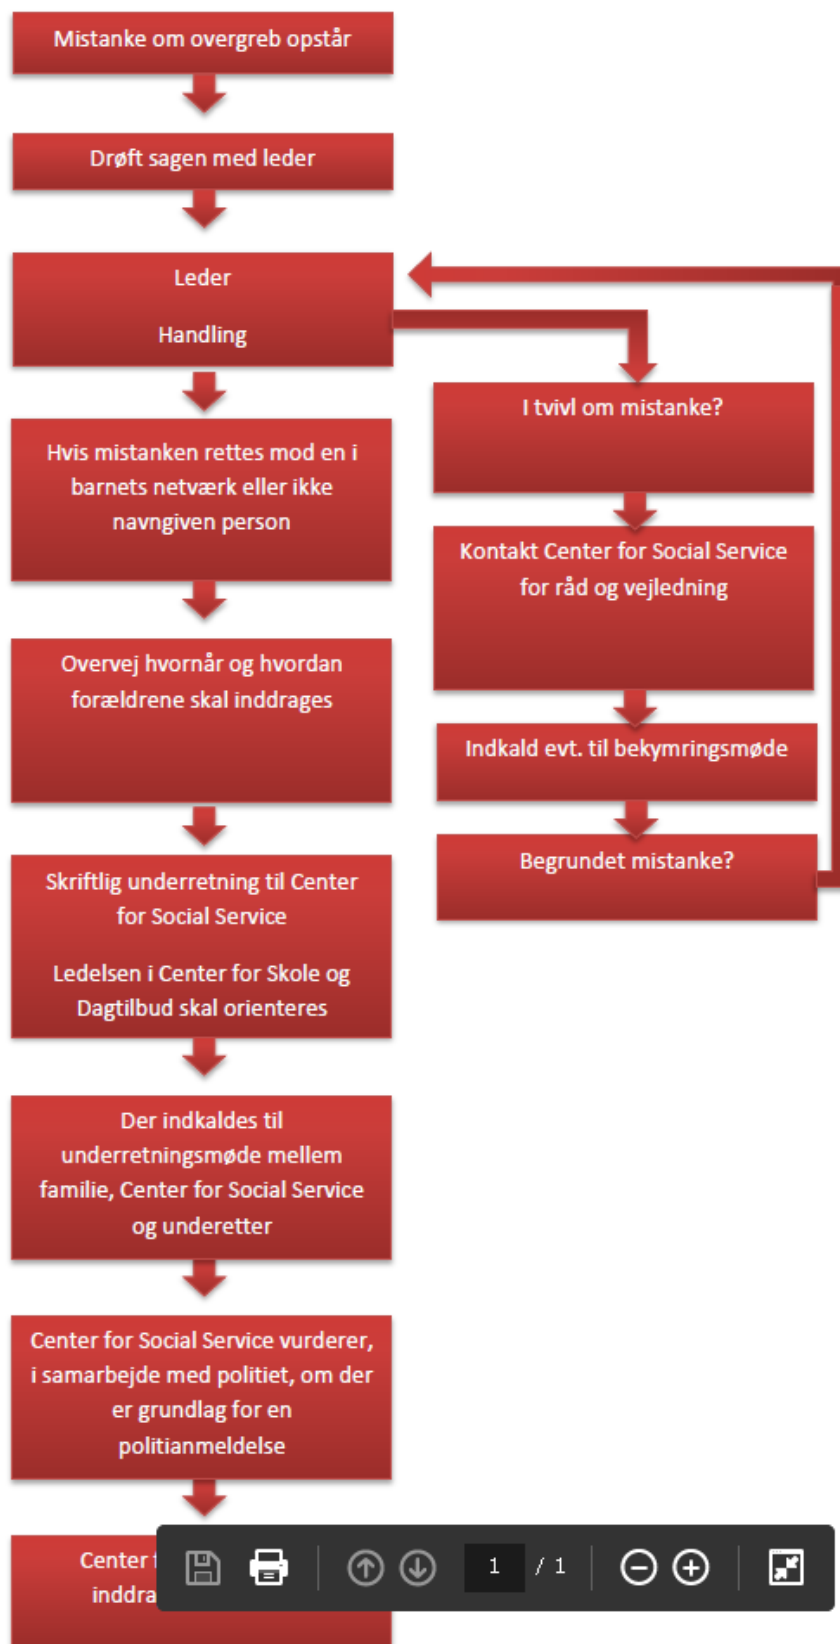 Mistanke om overgreb opstår
Drøft sagen med leder
Leder
Handling
Hvis mistanken rettes mod en i
barnets netværk eller ikke
navngiven person
Overvej hvornår og hvordan
forældrene skal inddrages
Skriftlig underretning til Center
for Social Service
Ledelsen i Center for Skole og
Dagtilbud skal orienteres
Der indkaldes til
underretningsmøde mellem
familie, Center for Social Service
og underetter
Center for Social Service vurderer,
i samarbejde med politiet, om der
er grundlag for en
politianmeldelse
Center
I tvivl om mistanke?
Kontakt Center for Social Service
for råd og vejledning
Indkald evt. til bekymringsmøde
Begrundet mistanke?
1 / 1